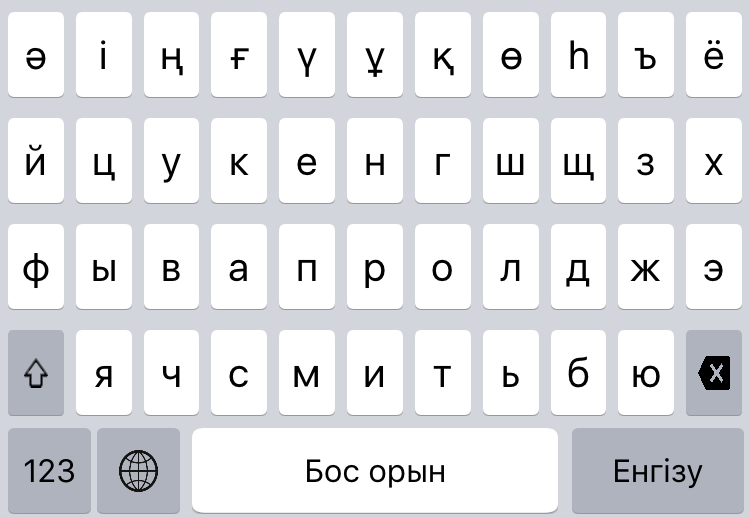 ә і ң ғ ү ұ қ ө һ ъ ё
й ц у к е н г ш щ з х
ф ы в а п р о л д ж э
я ч с м и т ь б ю
123 Бос орын Енгізу